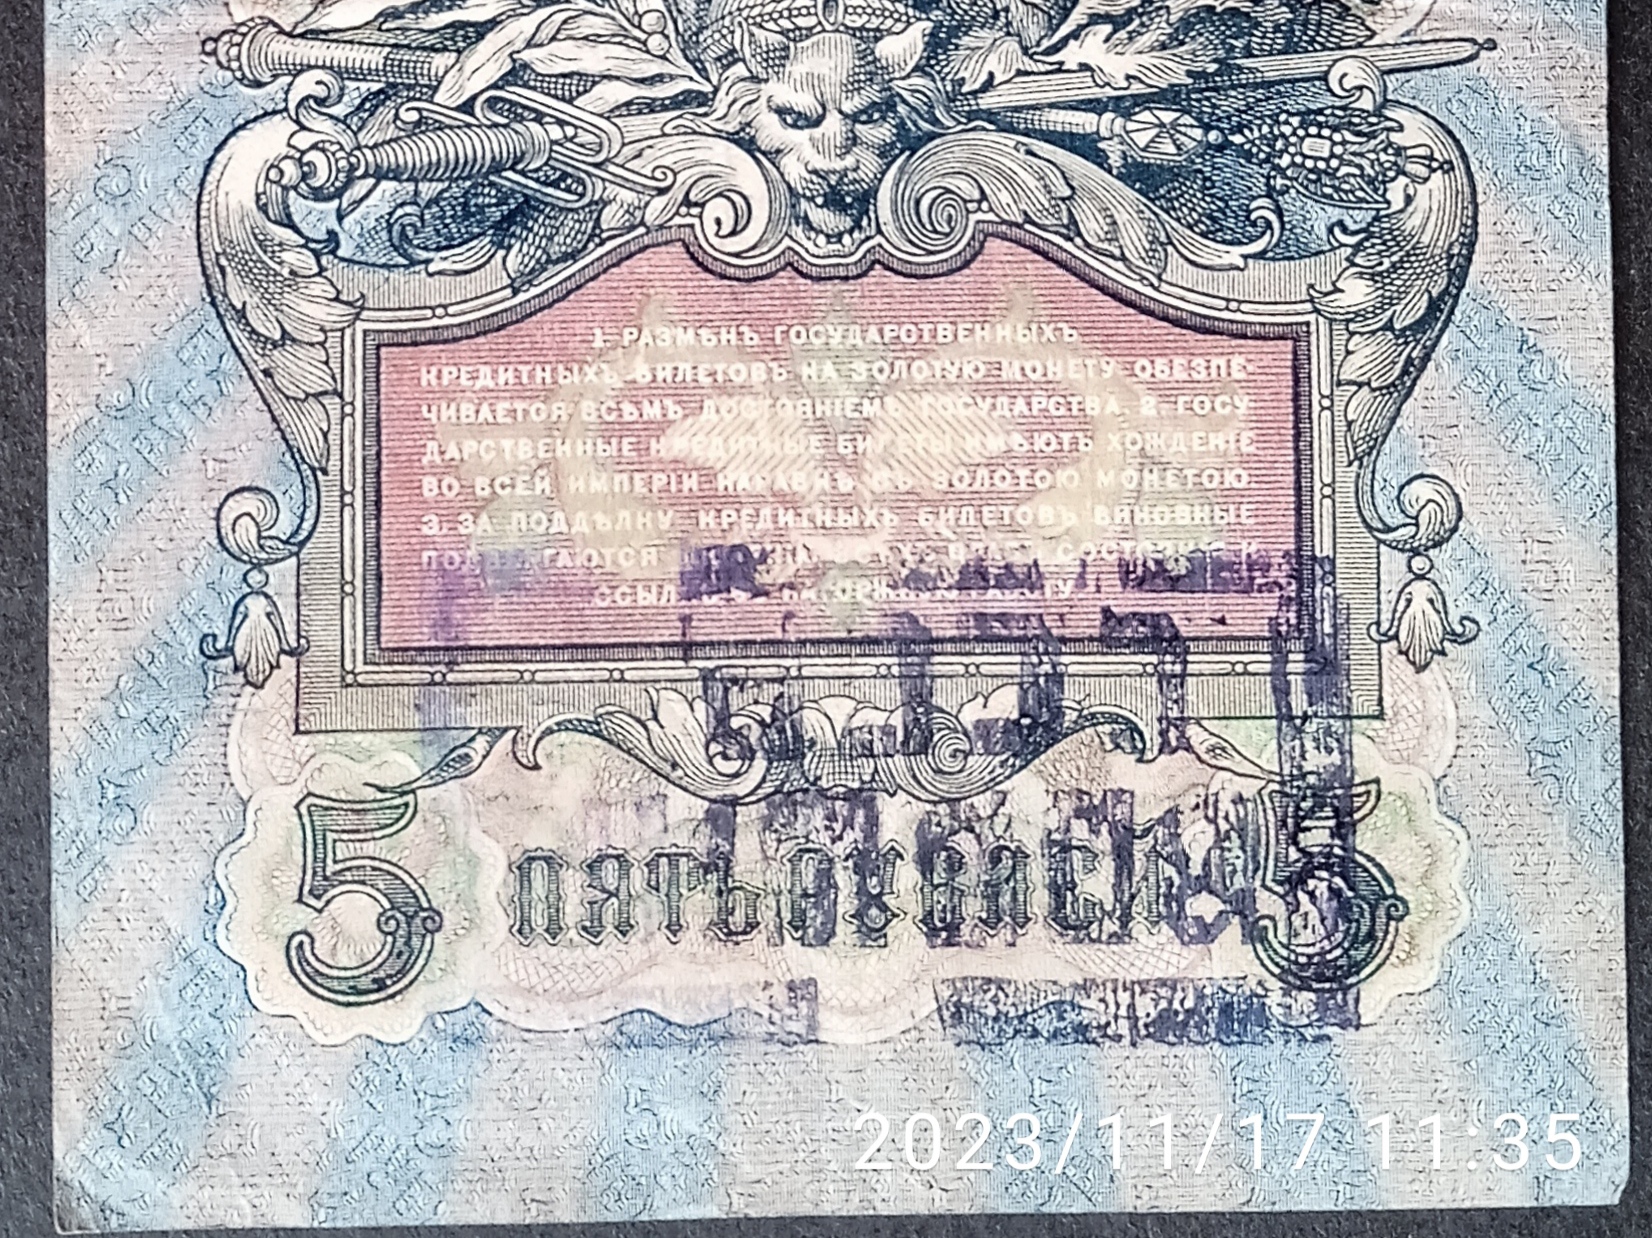 1. РАЗМѢНЪ ГОСУДАРСТВЕННЫХЪ
КРЕДИТНЫХЪ БИЛЕТОВЪ НА ЗОЛОТУЮ МОНЕТУ ОБЕЗПЕ-
ЧИВАЕТСЯ ВСѢМЪ ДОСТОЯНІЕМЪ ГОСУДАРСТВА. 2. ГОСУ
ДАРСТВЕННЫЕ КРЕДИТНЫЕ БИЛЕТЫ ИМѢЮТЪ ХОЖДЕНІЕ
ВО ВСЕЙ ИМПЕРІИ НАРАВНѢ СЪ ЗОЛОТОЮ МОНЕТОЮ
3. ЗА ПОДДѢЛКУ КРЕДИТНЫХЪ БИЛЕТОВЪ ВИНОВНЫЕ
5 ПЯТЬ РУБЛЕЙ 5
2023/11/17 11:35